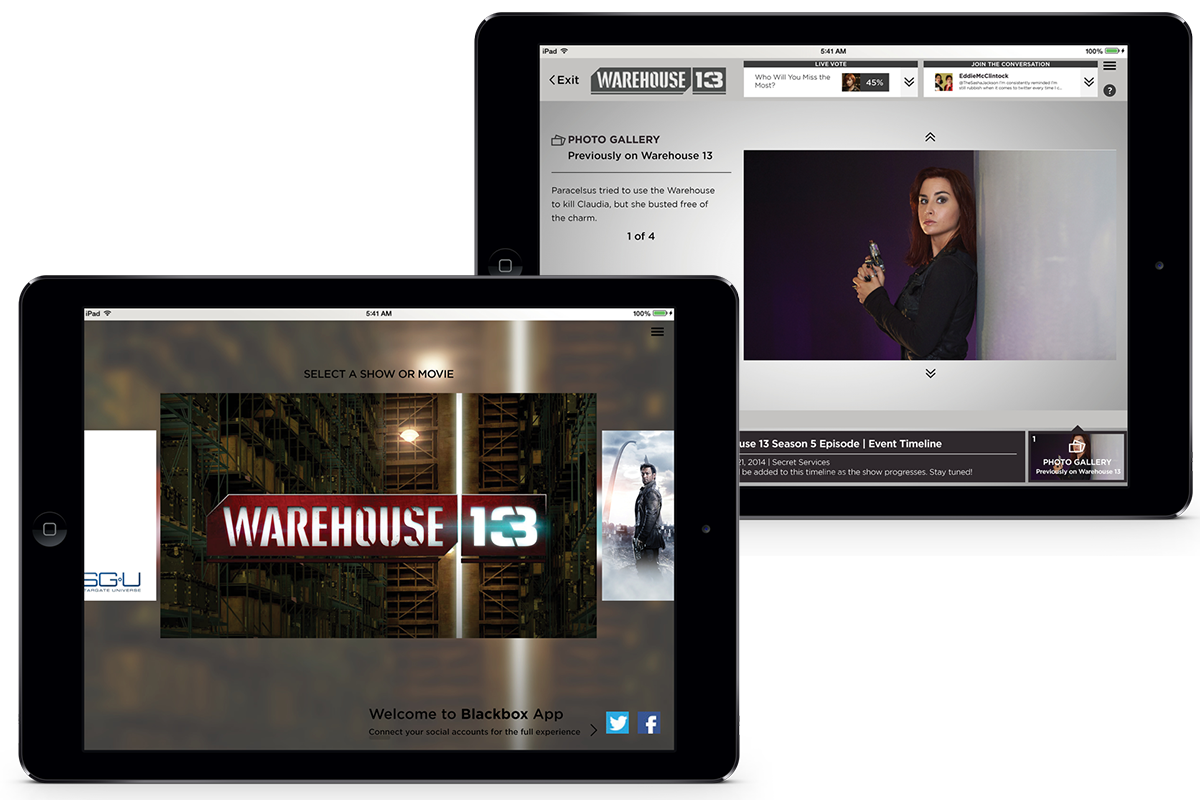 iPad 5:41 AM 100%
Exit
WAREHOUSE 13
LIVE VOTE
Who Will You Miss the
Most?
45%
JOIN THE CONVERSATION
EddieMcClintock
I'm consistently reminded I'm
still rubbish when it comes to twitter every time I c...
?
PHOTO GALLERY
Previously on Warehouse 13
Paracelsus tried to use the Warehouse
to kill Claudia, but she busted free of
the charm.
1 of 4
use 13 Season 5 Episode | Event Timeline
21, 2014 | Secret Services
be added to this timeline as the show progresses. Stay tuned!
1
PHOTO GALLERY
Previously on Warehouse 13
iPad 5:41 AM 100%
SELECT A SHOW OR MOVIE
SG·U
STARGATE UNIVERSE
WAREHOUSE 13
Welcome to Blackbox App
Connect your social accounts for the full experience
f